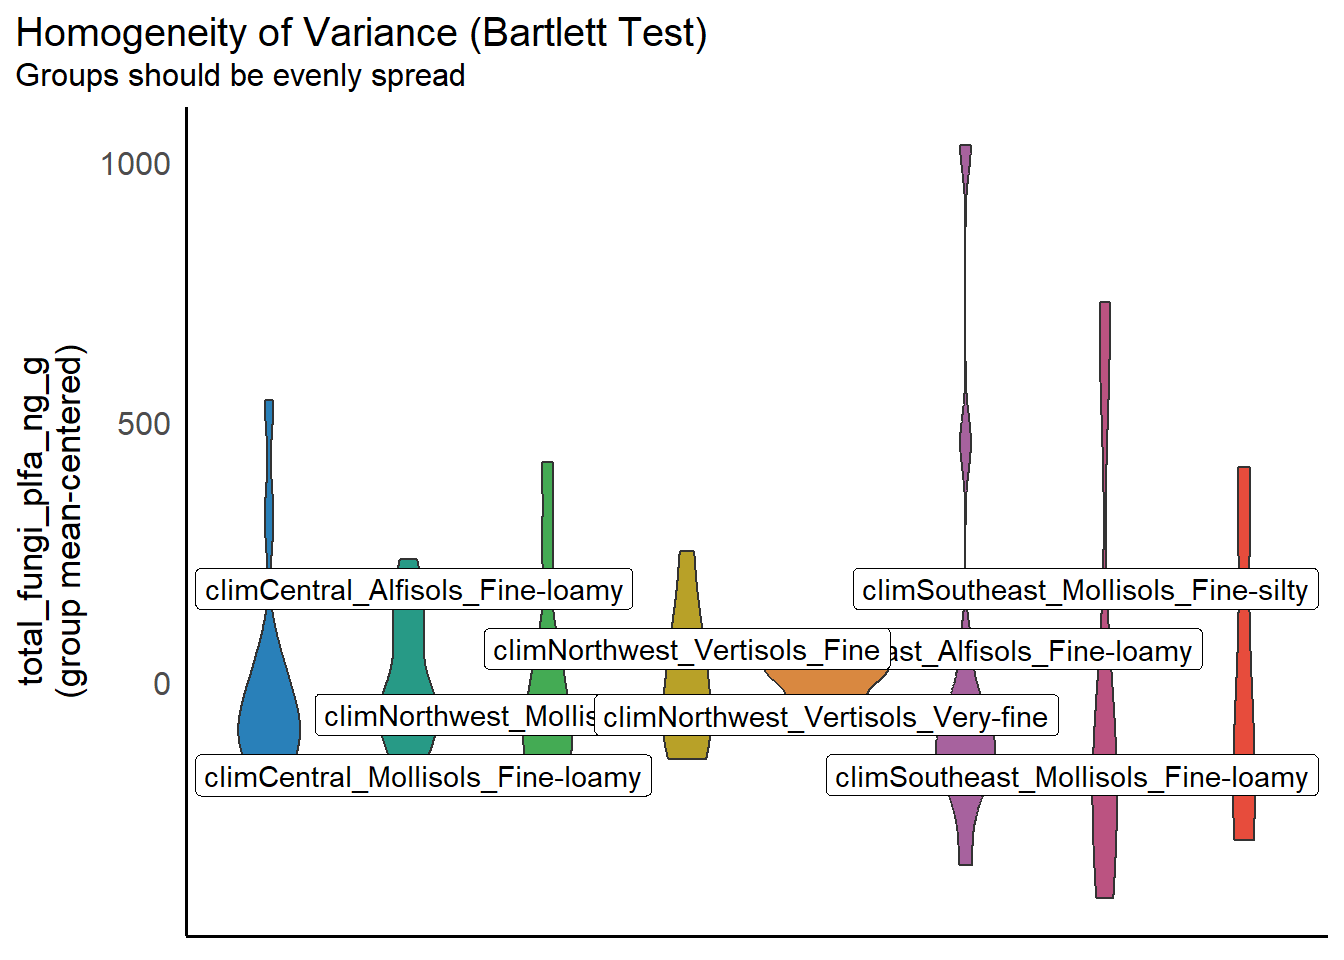 Homogeneity of Variance (Bartlett Test)
Groups should be evenly spread
total_fungi_plfa_ng_g
(group mean-centered)
1000
500
0
climCentral_Alfisols_Fine-loamy
climSoutheast_Mollisols_Fine-silty
climNorthwest_Vertisols_Fine
ast_Alfisols_Fine-loamy
climNorthwest_Mollis
climNorthwest_Vertisols_Very-fine
climCentral_Mollisols_Fine-loamy
climSoutheast_Mollisols_Fine-loamy